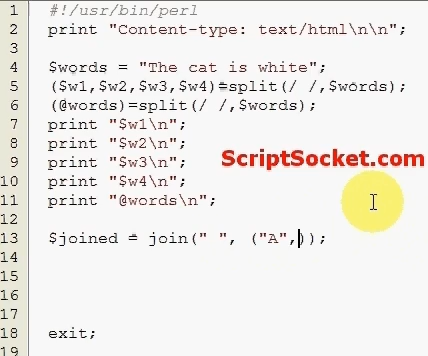 1 #!/usr/bin/perl
2 print "Content-type: text/html\n\n";
3
4 $words = "The cat is white";
5 ($w1,$w2,$w3,$w4)=split(/ /,$words);
6 (@words)=split(/ /,$words);
7 print "$w1\n";
8 print "$w2\n";
9 print "$w3\n";
ScriptSocket.com
10 print "$w4\n";
11 print "@words\n";
12
13 $joined = join(" ", ("A",));
14
15
16
17
18 exit;
19